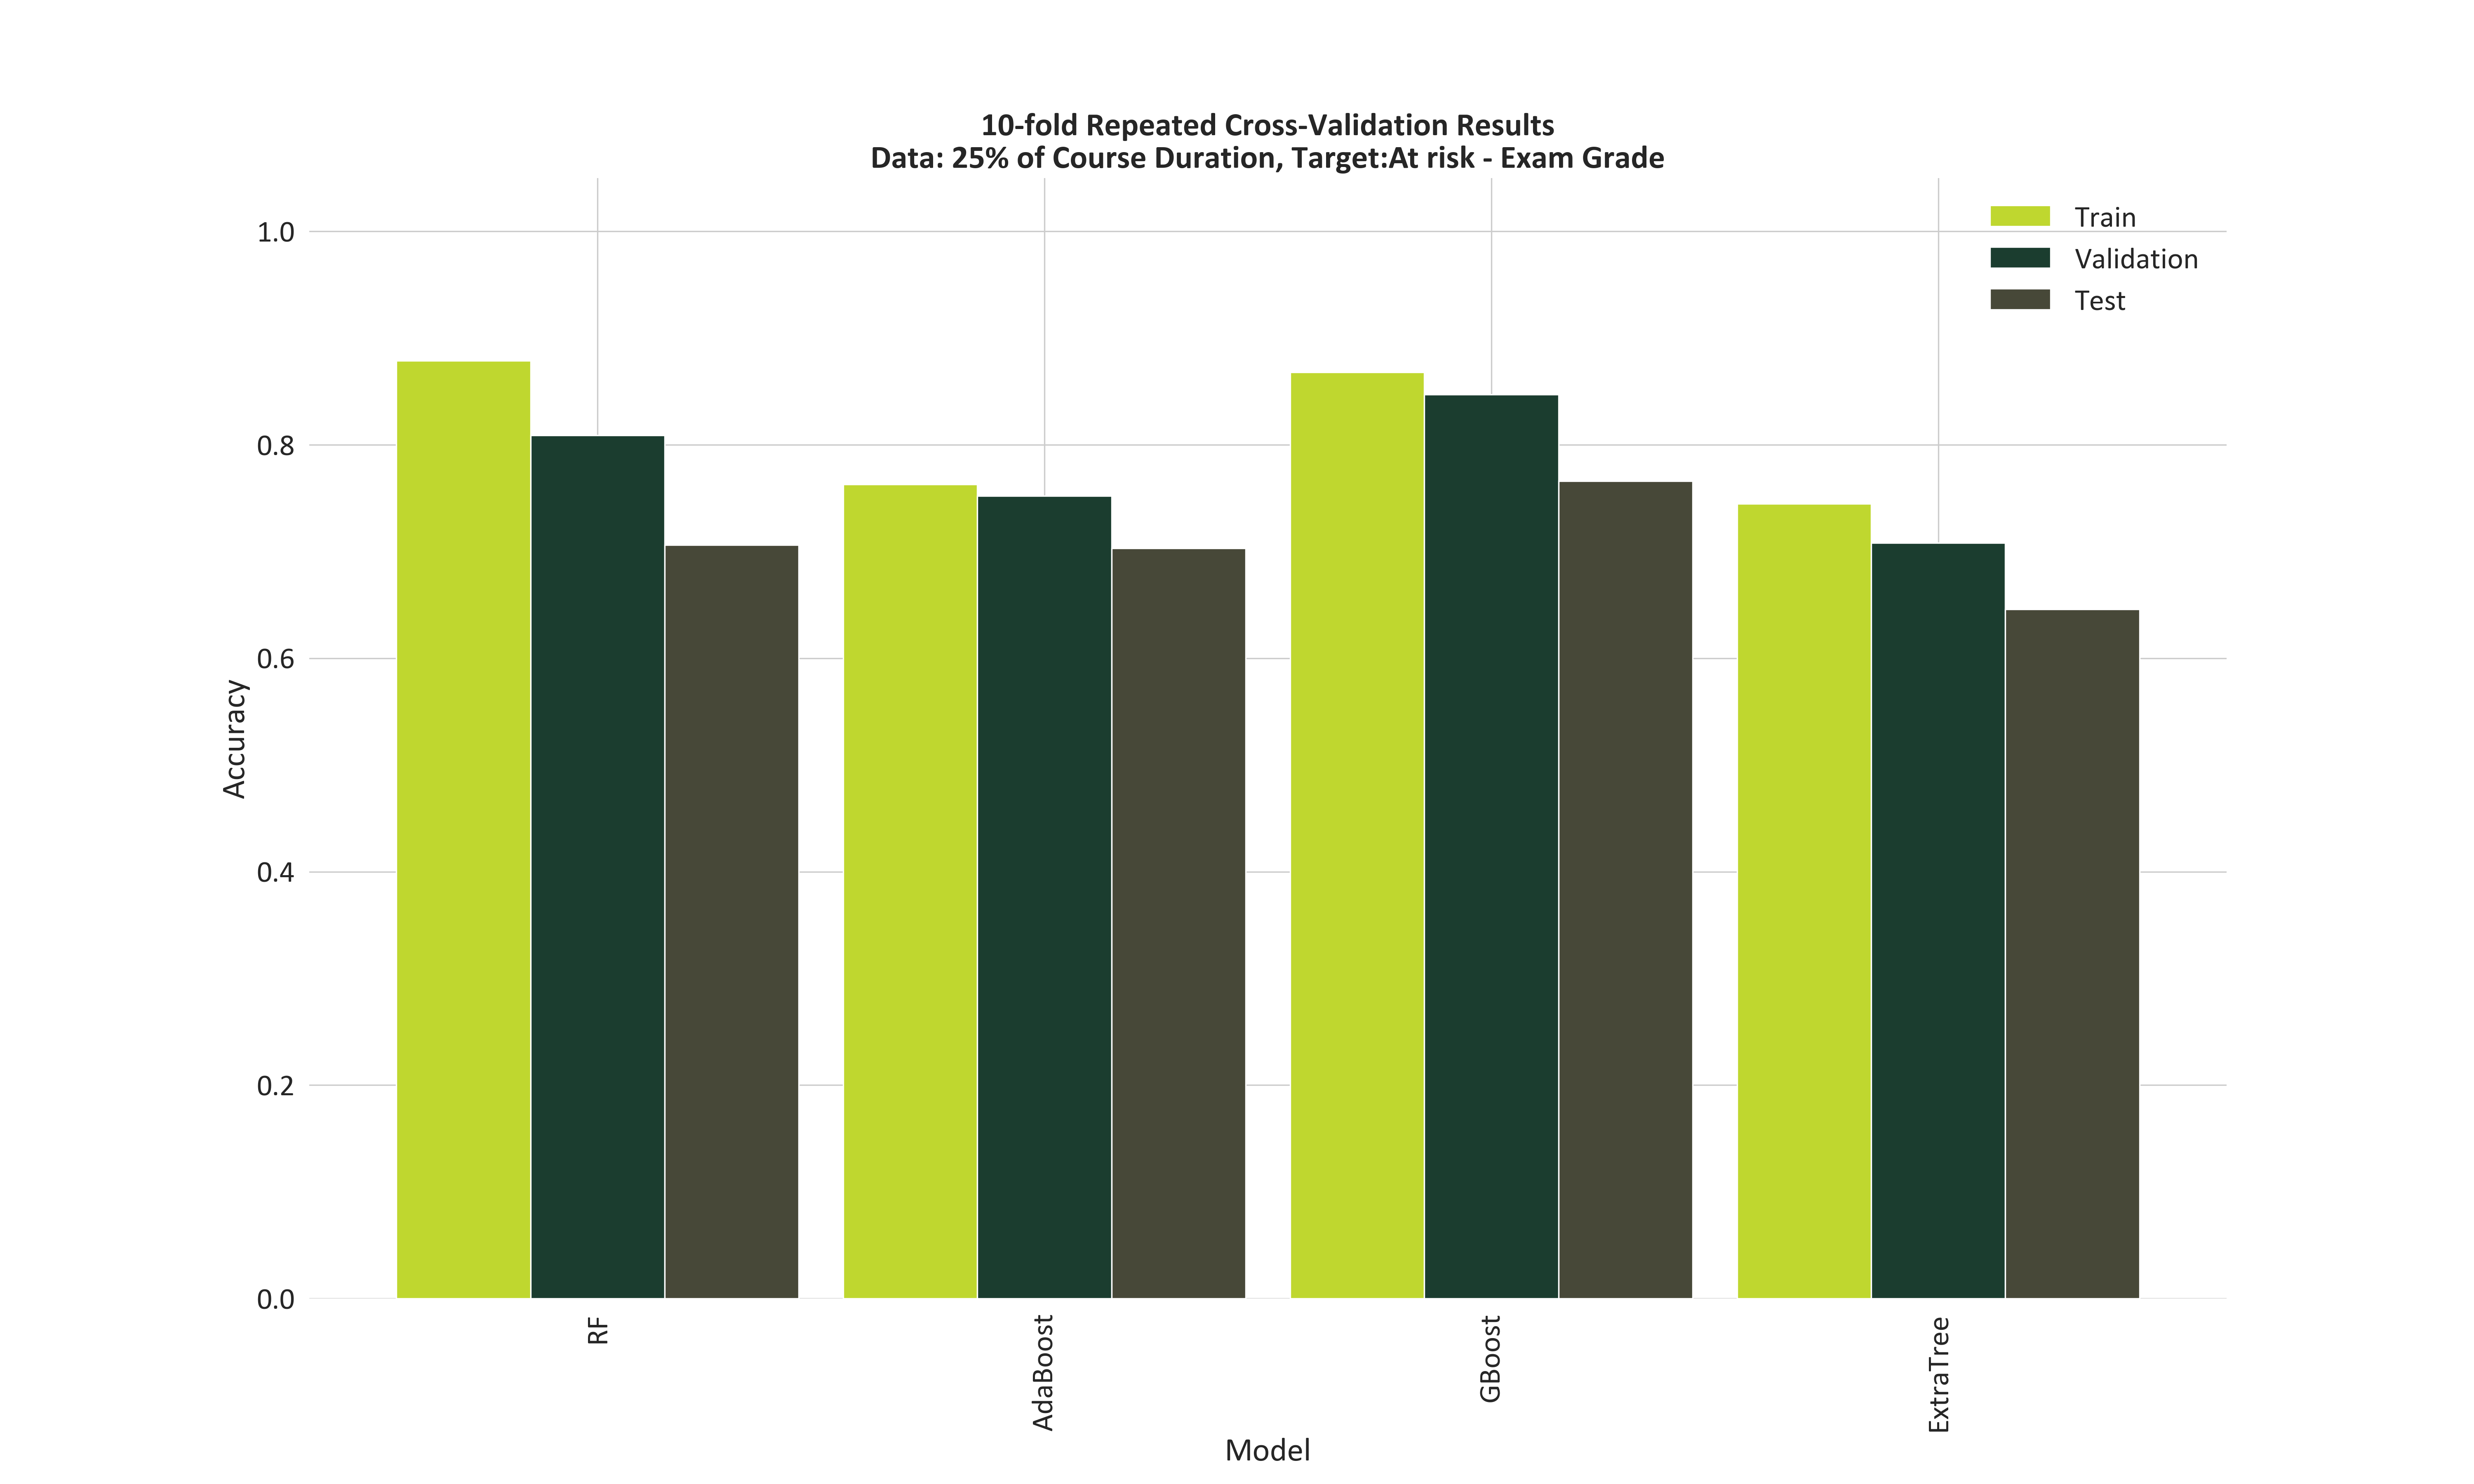 10-fold Repeated Cross-Validation Results
Data: 25% of Course Duration, Target:At risk - Exam Grade
Train
Validation
Test
1.0
0.8
0.6
0.4
0.2
0.0
Accuracy
RF
AdaBoost
GBoost
ExtraTree
Model